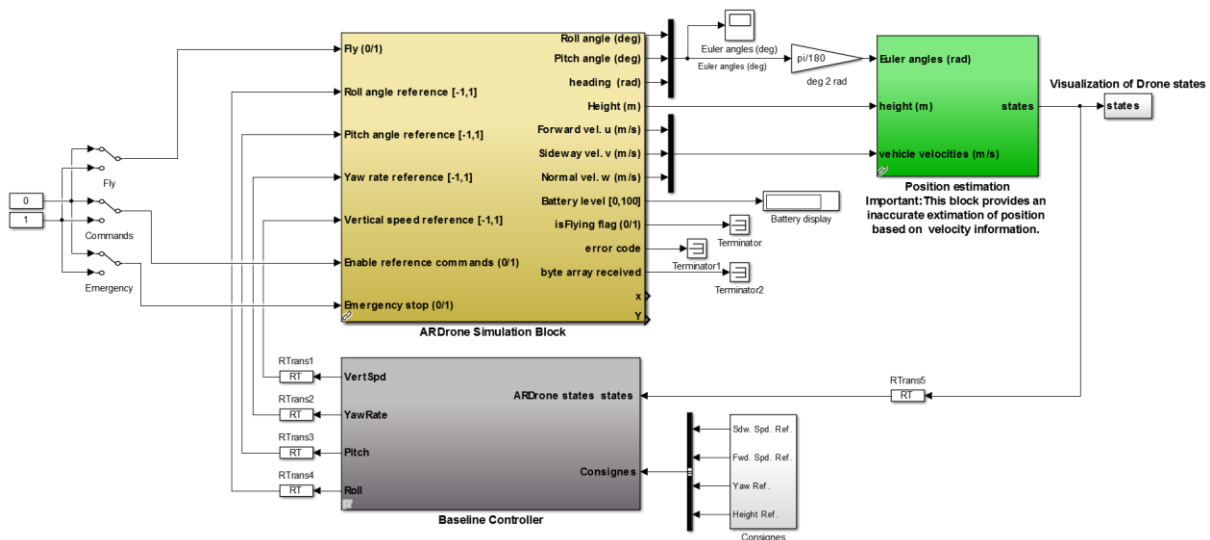 Roll angle (deg)
Fly (0/1)
Pitch angle (deg)
heading (rad)
Roll angle reference [-1,1]
Height (m)
Pitch angle reference [-1,1]
Forward vel. u (m/s)
Sideway vel. v (m/s)
Yaw rate reference [-1,1]
Normal vel. w (m/s)
Battery level [0,100]
Vertical speed reference [-1,1]
isFlying flag (0/1)
error code
Enable reference commands (0/1)
byte array received
X
Emergency stop (0/1)
Y
ARDrone Simulation Block
Fly
0
1
Commands
Emergency
Euler angles (deg)
Euler angles (deg)
pi/180
deg 2 rad
Euler angles (rad)
height (m)
states
vehicle velocities (m/s)
Position estimation
Important:This block provides an
inaccurate extimation of position
based on velocity information.
Visualization of Drone states
states
Battery display
Terminator
Terminator1
Terminator2
RTrans1
RT
RTrans2
RT
RTrans3
RT
RTrans4
RT
VertSpd
YawRate
Pitch
Roll
ARDrone states states
Consignes
Baseline Controller
RTrans5
RT
Sdw. Spd. Ref.
Fwd. Spd. Ref.
Yaw Ref.
Height Ref.
Consignes